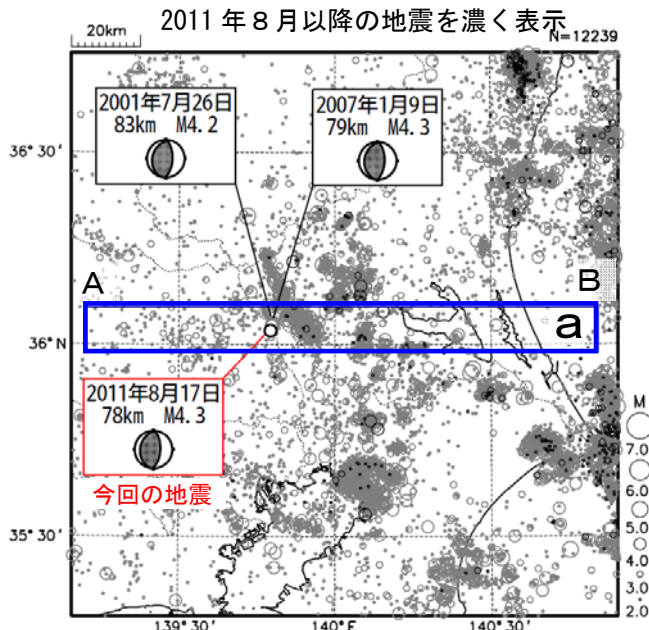 2011年8月以降の地震を濃く表示
20km
N=12239
2001年7月26日
83km M4.2
2007年1月9日
79km M4.3
36°30′
A
B
a
36°N
2011年8月17日
78km M4.3
今回の地震
M
7.0
6.0
5.0
4.0
3.0
2.0
35°30′
139°30′
140°E
140°30′